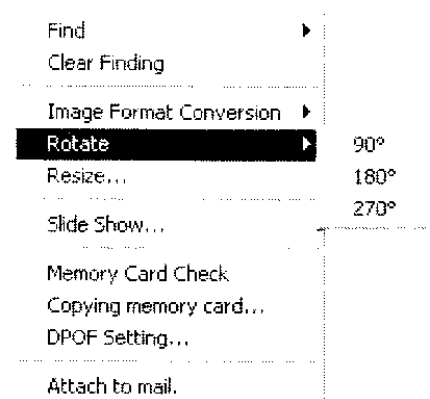 Find
Clear Finding
Image Format Conversion
Rotate
90°
Resize...
180°
270°
Slide Show...
Memory Card Check
Copying memory card...
DPOF Setting...
Attach to mail.